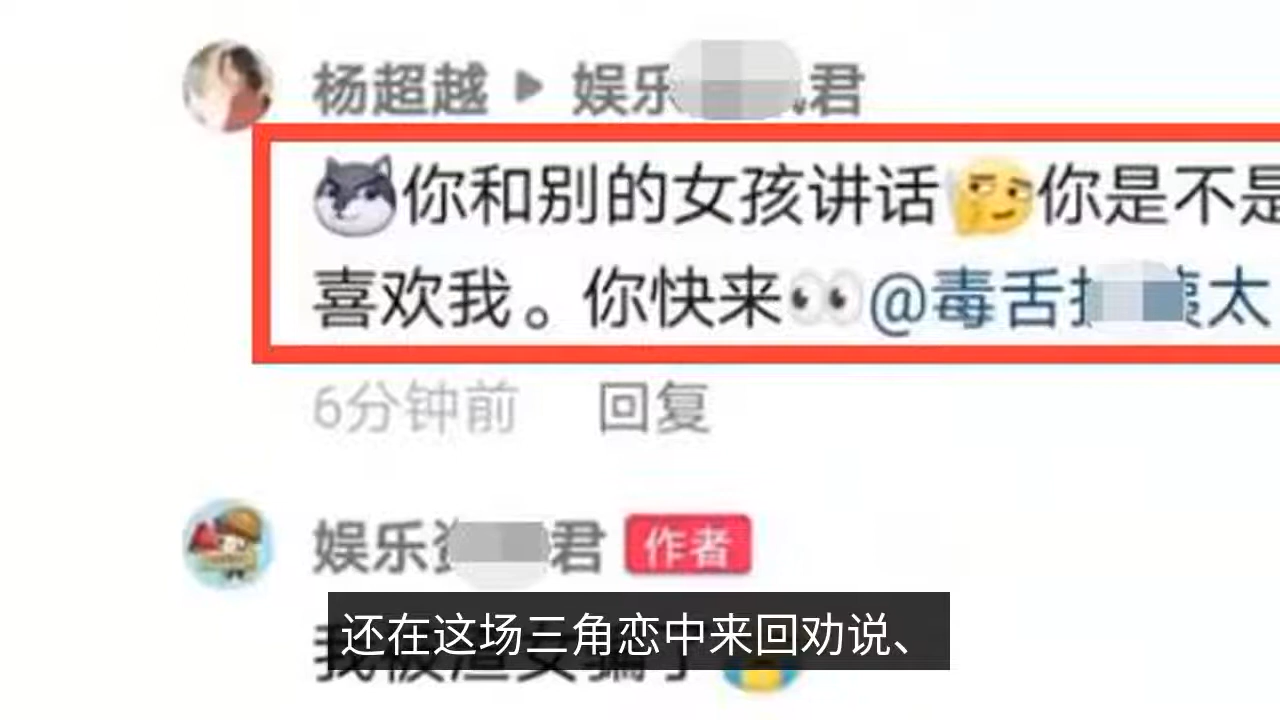 杨超越 ▶ 娱乐 君
你和别的女孩讲话 你是不是
喜欢我。你快来 @毒舌 太
6分钟前 回复
娱乐 君 作者
还在这场三角恋中来回劝说、